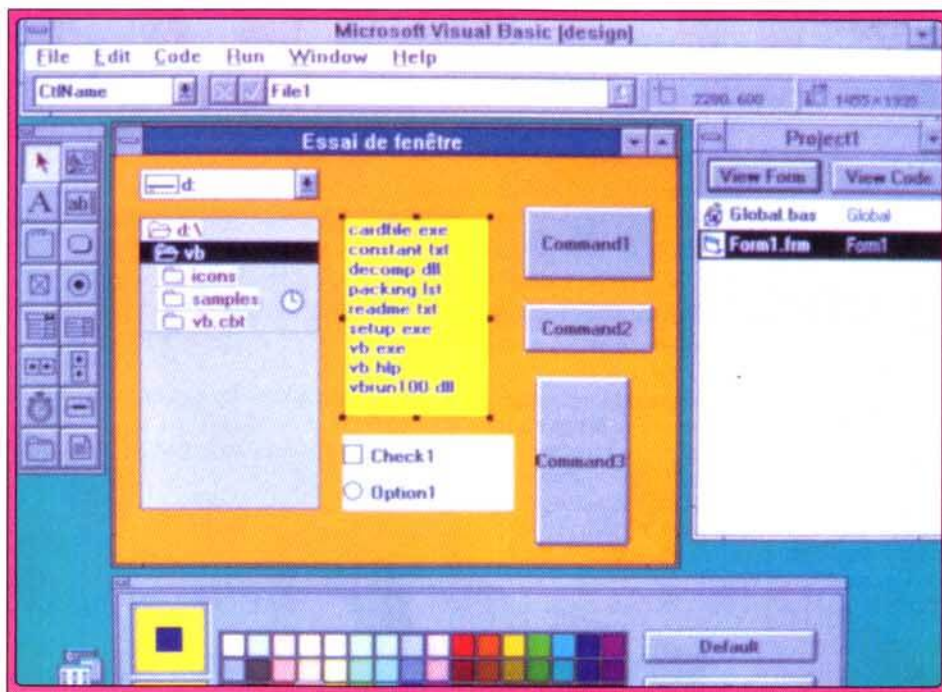 Microsoft Visual Basic [design]
File Edit Code Run Window Help
CtlName File1 2280, 600 1455×1935
Essai de fenêtre
d:
d:\
vb
icons
samples
vb.cbt
cardfile exe
constant txt
decomp dll
packing lst
readme txt
setup exe
vb exe
vb hlp
vbrun100 dll
Check1
Option1
Command1
Command2
Command3
Project1
View Form View Code
Global.bas Global
Form1.frm Form1
A ab
Default